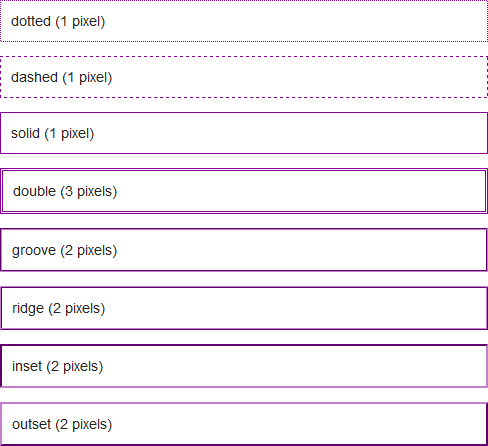 dotted (1 pixel)
dashed (1 pixel)
solid (1 pixel)
double (3 pixels)
groove (2 pixels)
ridge (2 pixels)
inset (2 pixels)
outset (2 pixels)